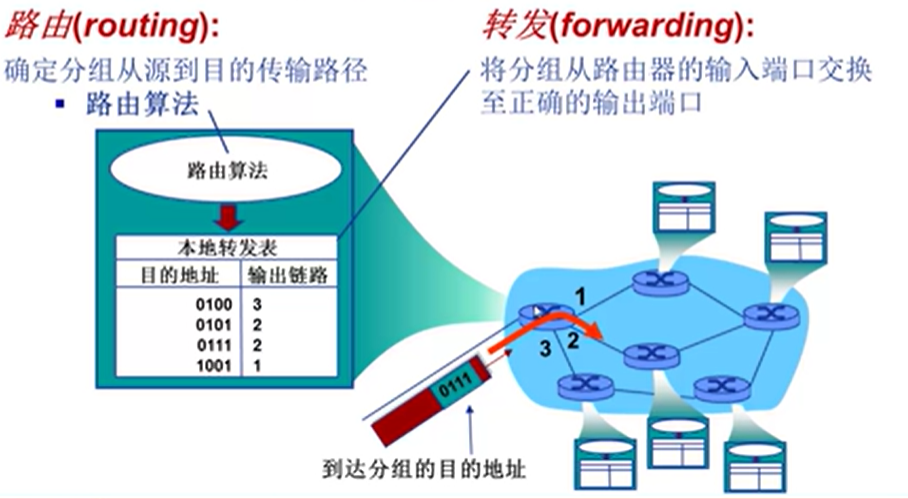 路由(routing):
确定分组从源到目的传输路径
▪ 路由算法
转发(forwarding):
将分组从路由器的输入端口交换
至正确的输出端口
路由算法
本地转发表
目的地址 输出链路
0100 3
0101 2
0111 2
1001 1
1
2
3
0111
到达分组的目的地址